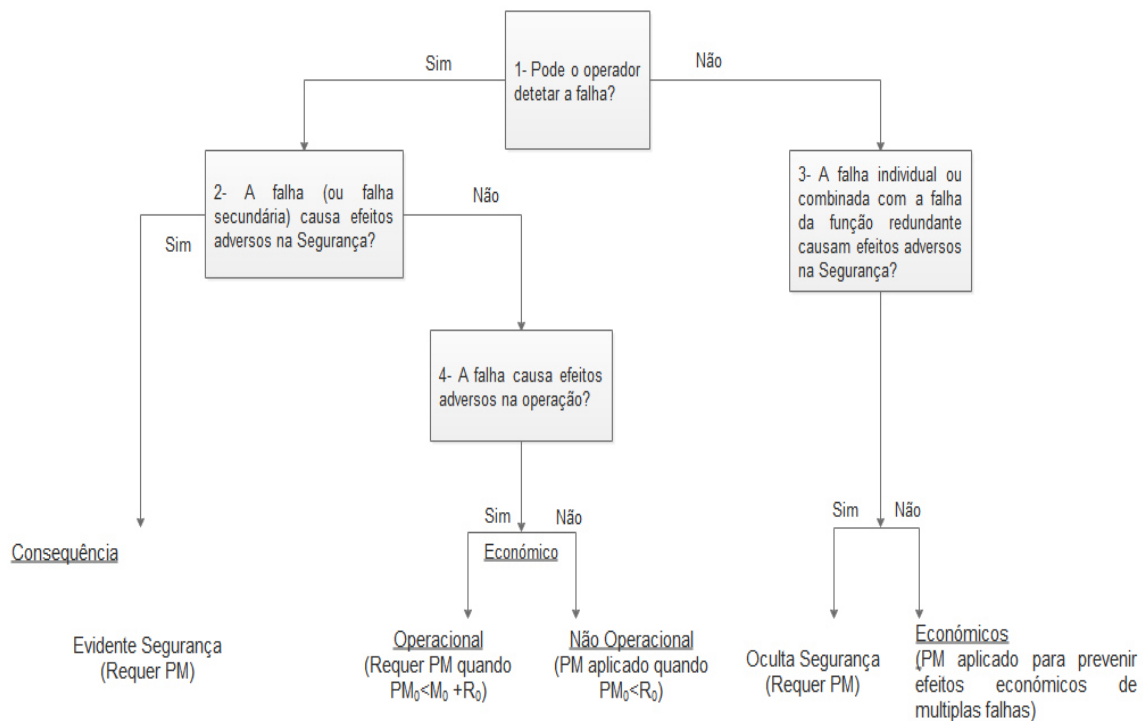 Sim
1- Pode o operador
detetar a falha?
Não
2- A falha (ou falha
secundária) causa efeitos
adversos na Segurança?
Sim
Não
3- A falha individual ou
combinada com a falha
da função redundante
causam efeitos adversos
na Segurança?
4- A falha causa efeitos
adversos na operação?
Sim
Não
Económico
Sim
Não
Consequência
Evidente Segurança
(Requer PM)
Operacional
(Requer PM quando
PM₀<M₀ +R₀)
Não Operacional
(PM aplicado quando
PM₀<R₀)
Oculta Segurança
(Requer PM)
Económicos
(PM aplicado para prevenir
efeitos económicos de
multiplas falhas)